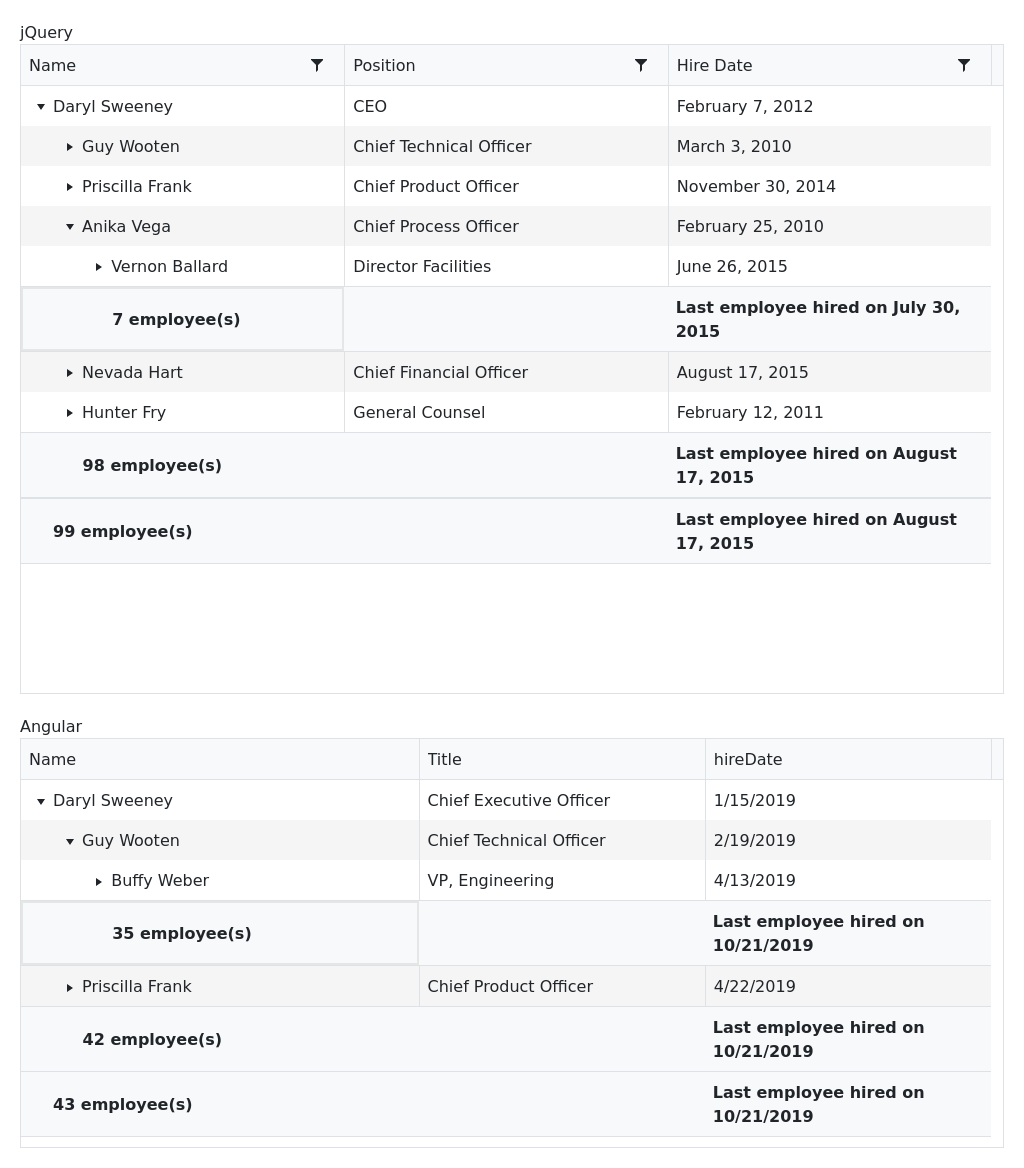 jQuery
Name Position Hire Date
Daryl Sweeney CEO February 7, 2012
Guy Wooten Chief Technical Officer March 3, 2010
Priscilla Frank Chief Product Officer November 30, 2014
Anika Vega Chief Process Officer February 25, 2010
Vernon Ballard Director Facilities June 26, 2015
7 employee(s) Last employee hired on July 30,
2015
Nevada Hart Chief Financial Officer August 17, 2015
Hunter Fry General Counsel February 12, 2011
98 employee(s) Last employee hired on August
17, 2015
99 employee(s) Last employee hired on August
17, 2015
Angular
Name Title hireDate
Daryl Sweeney Chief Executive Officer 1/15/2019
Guy Wooten Chief Technical Officer 2/19/2019
Buffy Weber VP, Engineering 4/13/2019
35 employee(s) Last employee hired on
10/21/2019
Priscilla Frank Chief Product Officer 4/22/2019
42 employee(s) Last employee hired on
10/21/2019
43 employee(s) Last employee hired on
10/21/2019